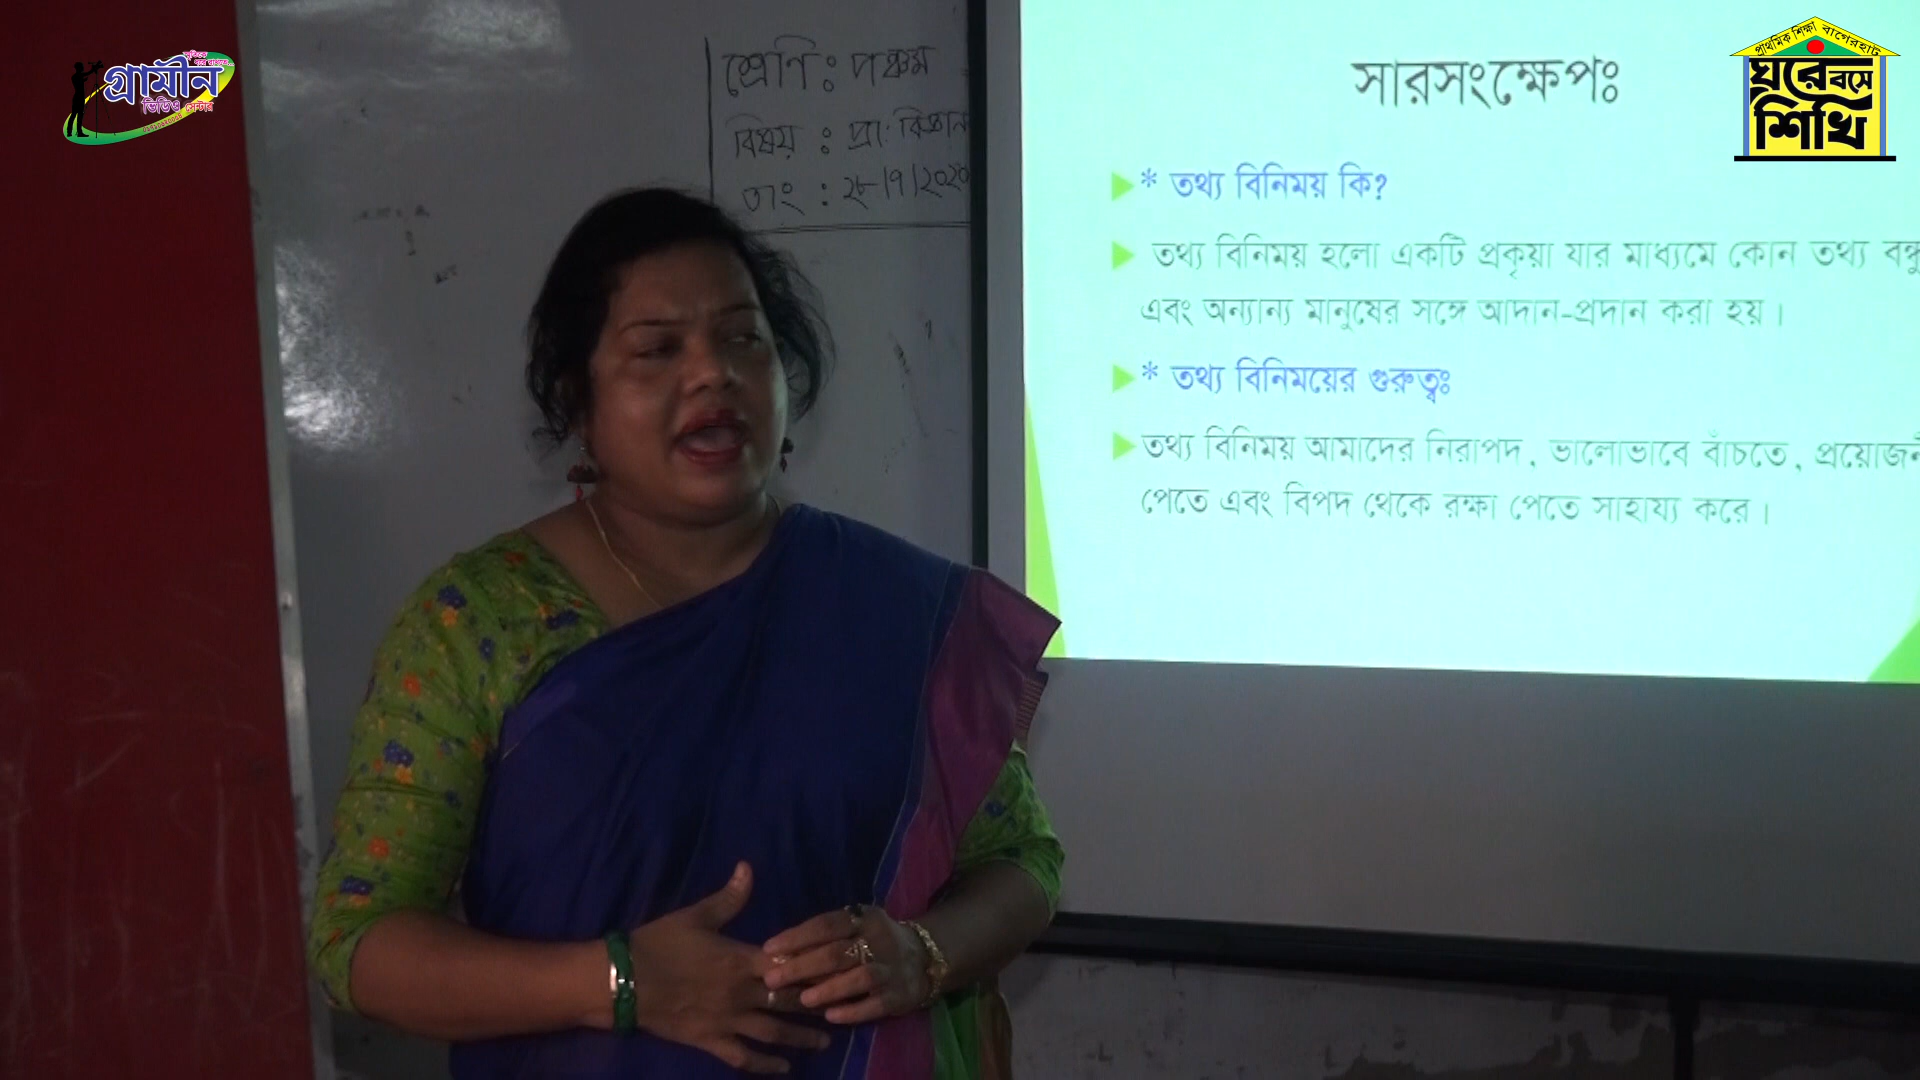 গ্রামীন
ভিডিও সেন্টার
শ্রেণি : পঞ্চম
বিষয় : প্রা: বিজ্ঞান
তাং : ২৮/৭/২০২০
সারসংক্ষেপঃ
* তথ্য বিনিময় কি?
তথ্য বিনিময় হলো একটি প্রকৃয়া যার মাধ্যমে কোন তথ্য বন্ধু
এবং অন্যান্য মানুষের সঙ্গে আদান-প্রদান করা হয়।
* তথ্য বিনিময়ের গুরুত্বঃ
তথ্য বিনিময় আমাদের নিরাপদ, ভালোভাবে বাঁচতে,
পেতে এবং বিপদ থেকে রক্ষা পেতে সাহায্য করে।
প্রাথমিক শিক্ষা বাগেরহাট
ঘরে বসে
শিখি